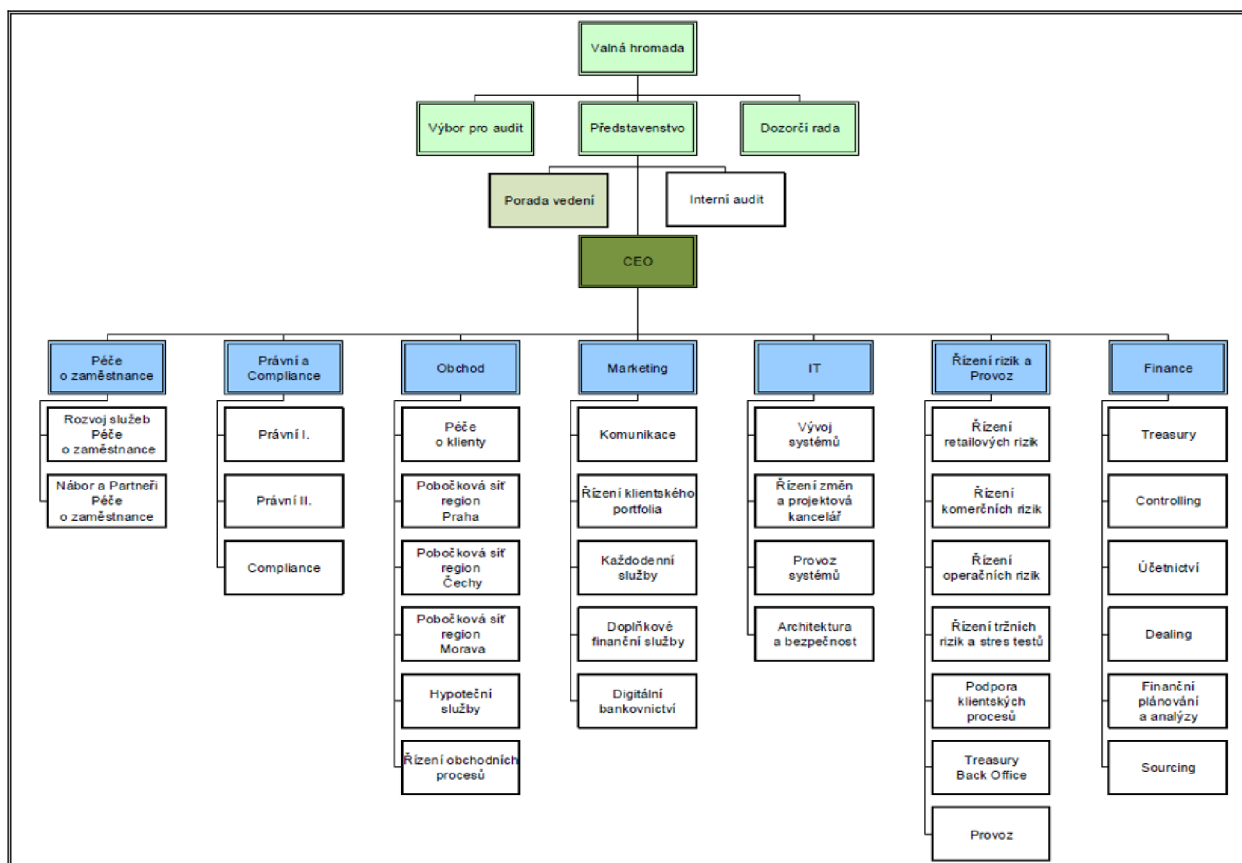 Valná hromada
Výbor pro audit
Představenstvo
Dozorčí rada
Porada vedení
Interní audit
CEO
Péče
o zaměstnance
Právní a
Compliance
Obchod
Marketing
IT
Řízení rizik a
Provoz
Finance
Rozvoj služeb
Péče
o zaměstnance
Nábor a Partneři
Péče
o zaměstnance
Právní I.
Právní II.
Compliance
Péče
o klienty
Pobočková síť
region
Praha
Pobočková síť
region
Čechy
Pobočková síť
region
Morava
Hypoteční
služby
Řízení obchodních
procesů
Komunikace
Řízení klientského
portfolia
Každodenní
služby
Doplňkové
finanční služby
Digitální
bankovnictví
Vývoj
systémů
Řízení změn
a projektová
kancelář
Provoz
systémů
Architektura
a bezpečnost
Řízení
retailových rizik
Řízení
komerčních rizik
Řízení
operačních rizik
Řízení tržních
rizik a stres testů
Podpora
klientských
procesů
Treasury
Back Office
Provoz
Treasury
Controlling
Účetnictví
Dealing
Finanční
plánování
a analýzy
Sourcing